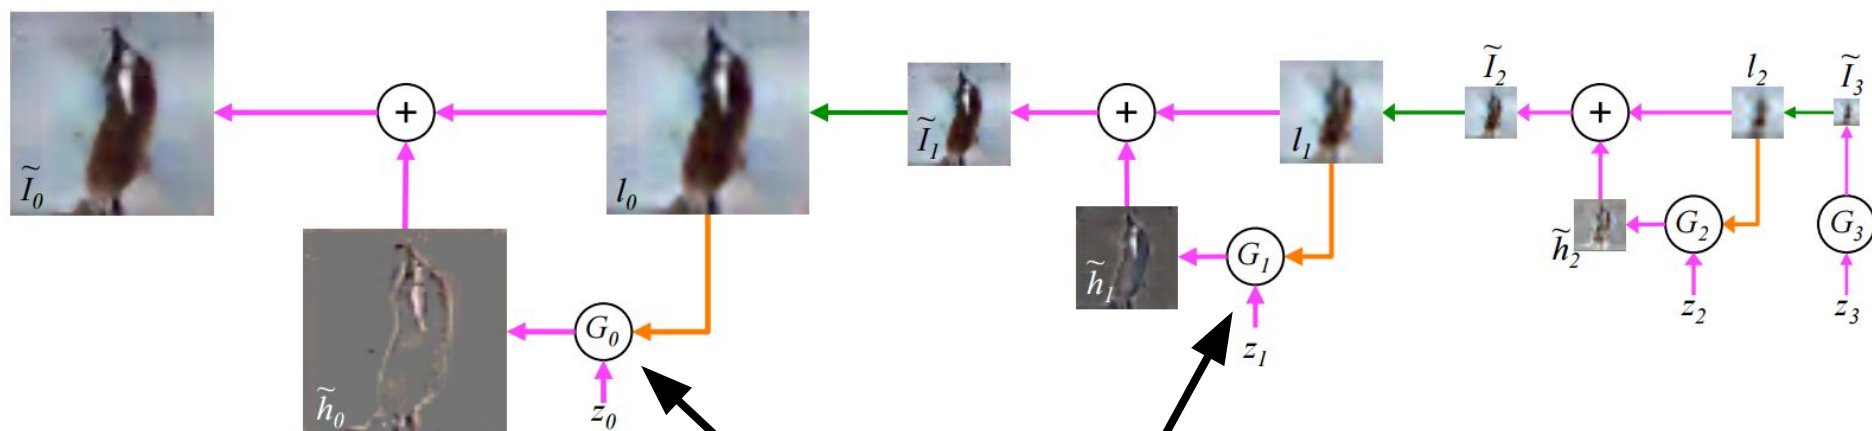 Ĩ₀
+
l₀
Ĩ₁
+
l₁
Ĩ₂
+
l₂
Ĩ₃
h̃₀
G₀
z₀
h̃₁
G₁
z₁
h̃₂
G₂
z₂
G₃
z₃